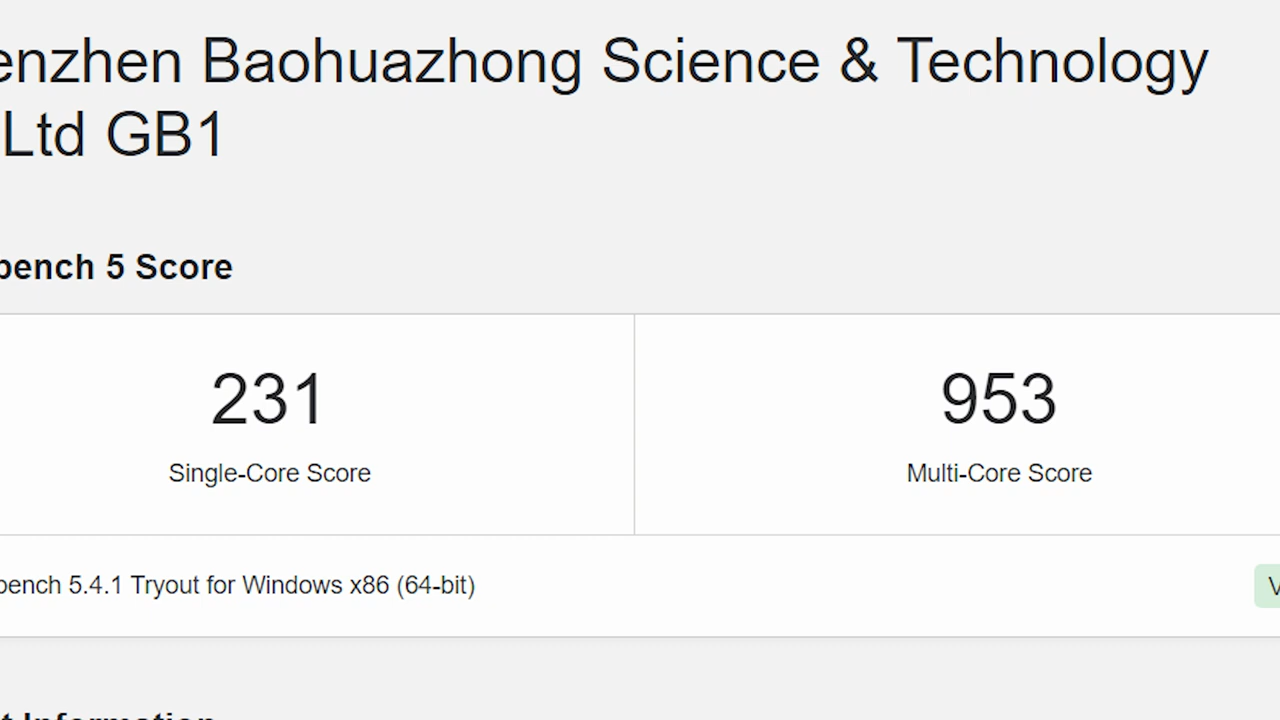 enzhen Baohuazhong Science & Technology
Ltd GB1
bench 5 Score
231
953
Single-Core Score
Multi-Core Score
bench 5.4.1 Tryout for Windows x86 (64-bit)
V
t Information